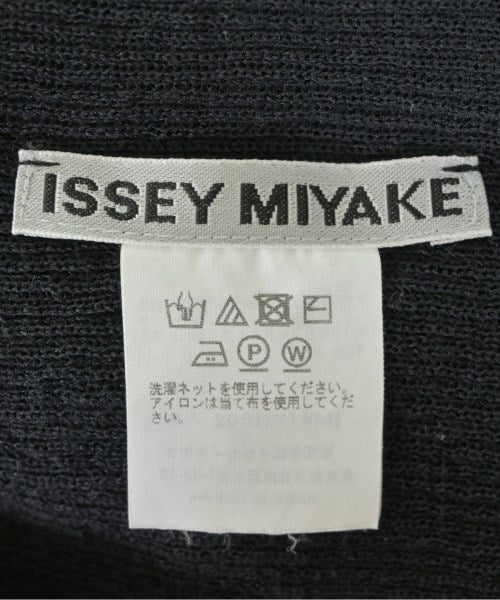 ISSEY MIYAKE
P W
洗濯ネットを使用してください。
アイロンは当て布を使用してくだ
さい。